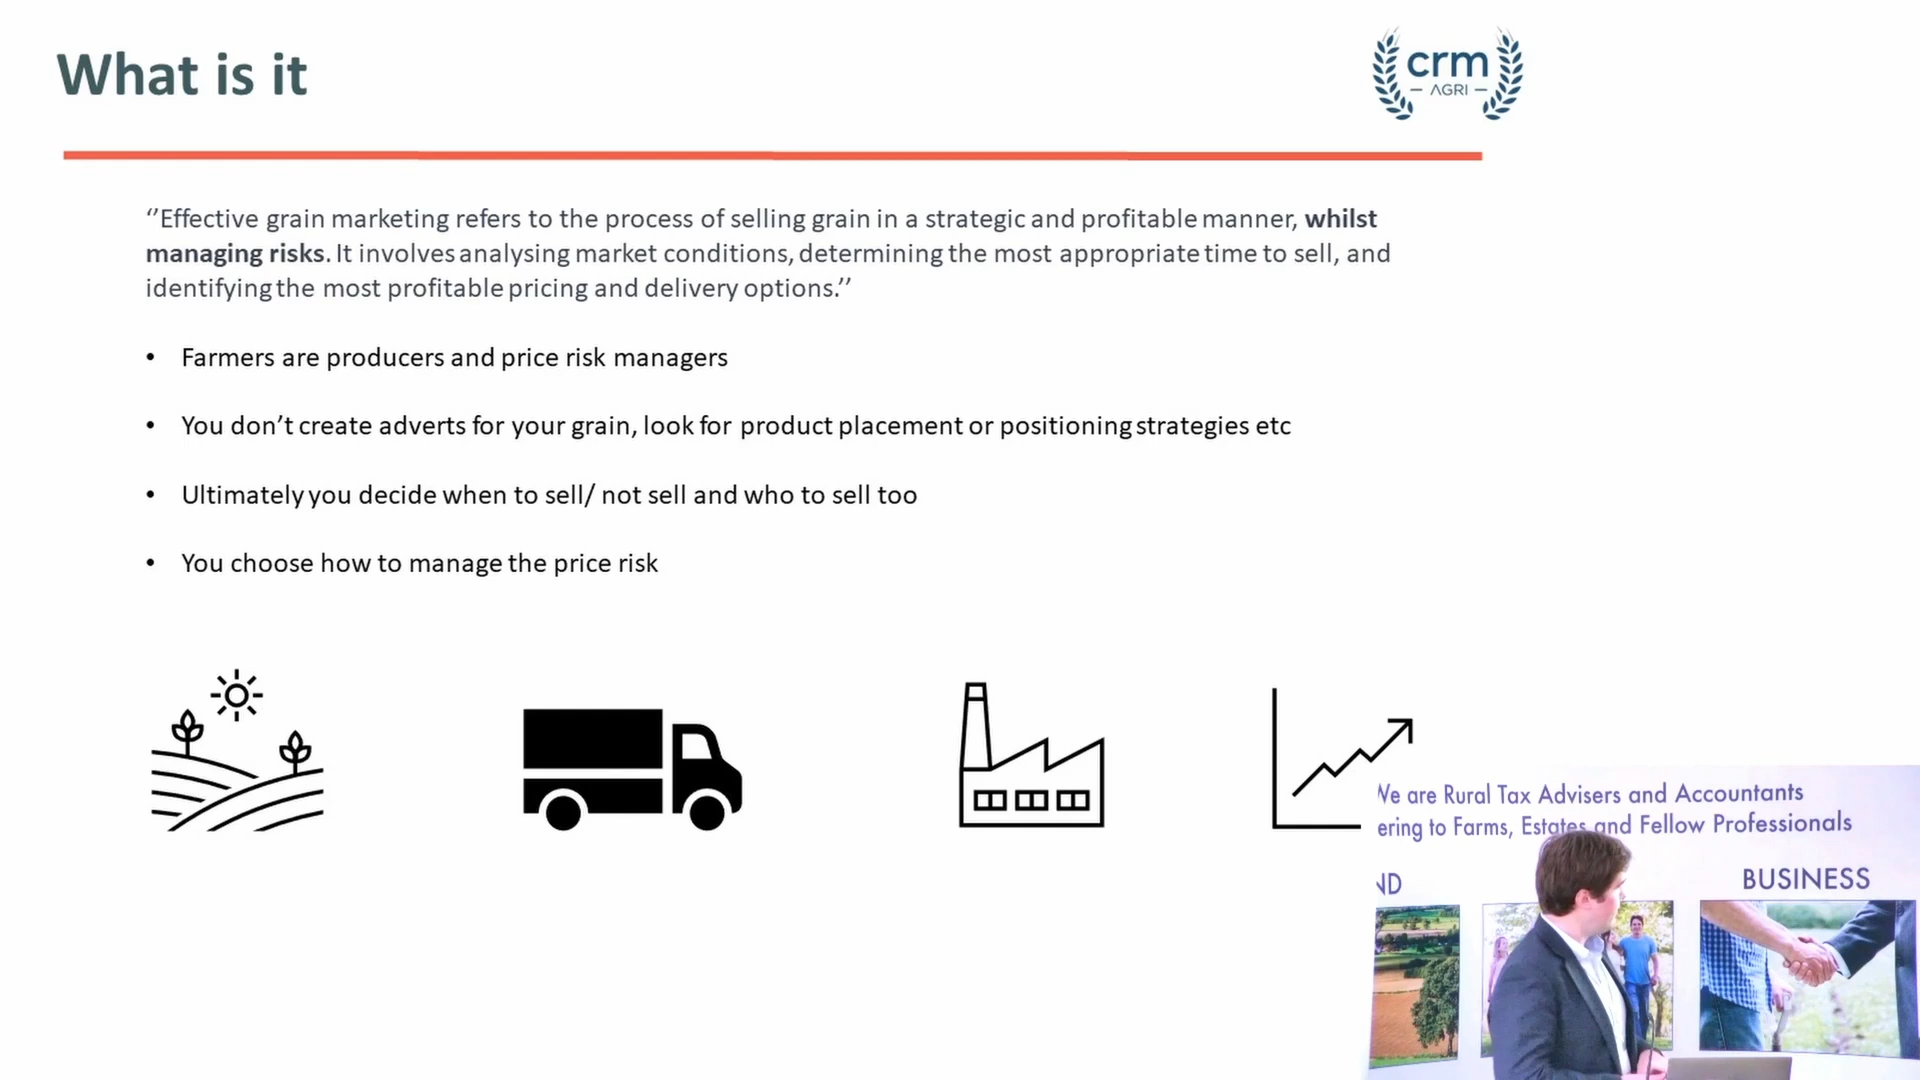 What is it
crm
AGRI
‘’Effective grain marketing refers to the process of selling grain in a strategic and profitable manner, whilst
managing risks. It involves analysing market conditions, determining the most appropriate time to sell, and
identifying the most profitable pricing and delivery options.’’
• Farmers are producers and price risk managers
• You don’t create adverts for your grain, look for product placement or positioning strategies etc
• Ultimately you decide when to sell/ not sell and who to sell too
• You choose how to manage the price risk
We are Rural Tax Advisers and Accountants
ering to Farms, Estates and Fellow Professionals
ND
BUSINESS